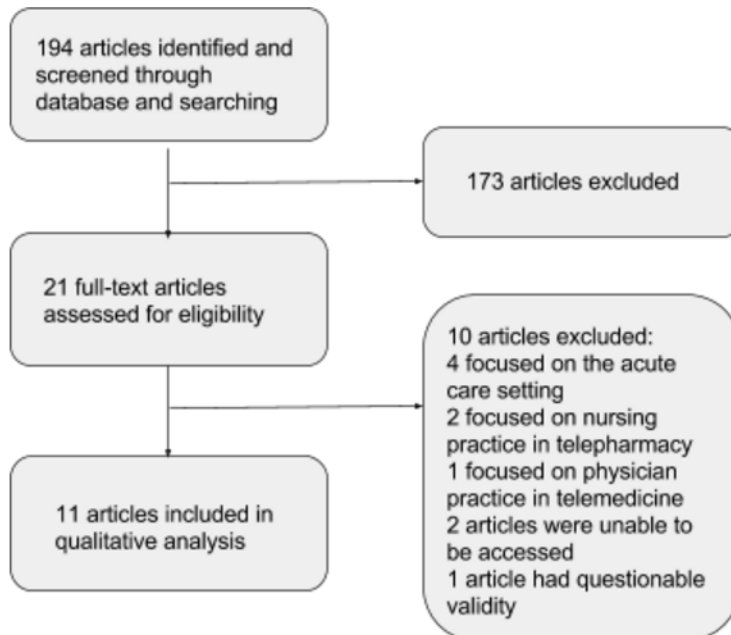 194 articles identified and
screened through
database and searching
173 articles excluded
21 full-text articles
assessed for eligibility
10 articles excluded:
4 focused on the acute
care setting
2 focused on nursing
practice in telepharmacy
1 focused on physician
practice in telemedicine
2 articles were unable to
be accessed
1 article had questionable
validity
11 articles included in
qualitative analysis